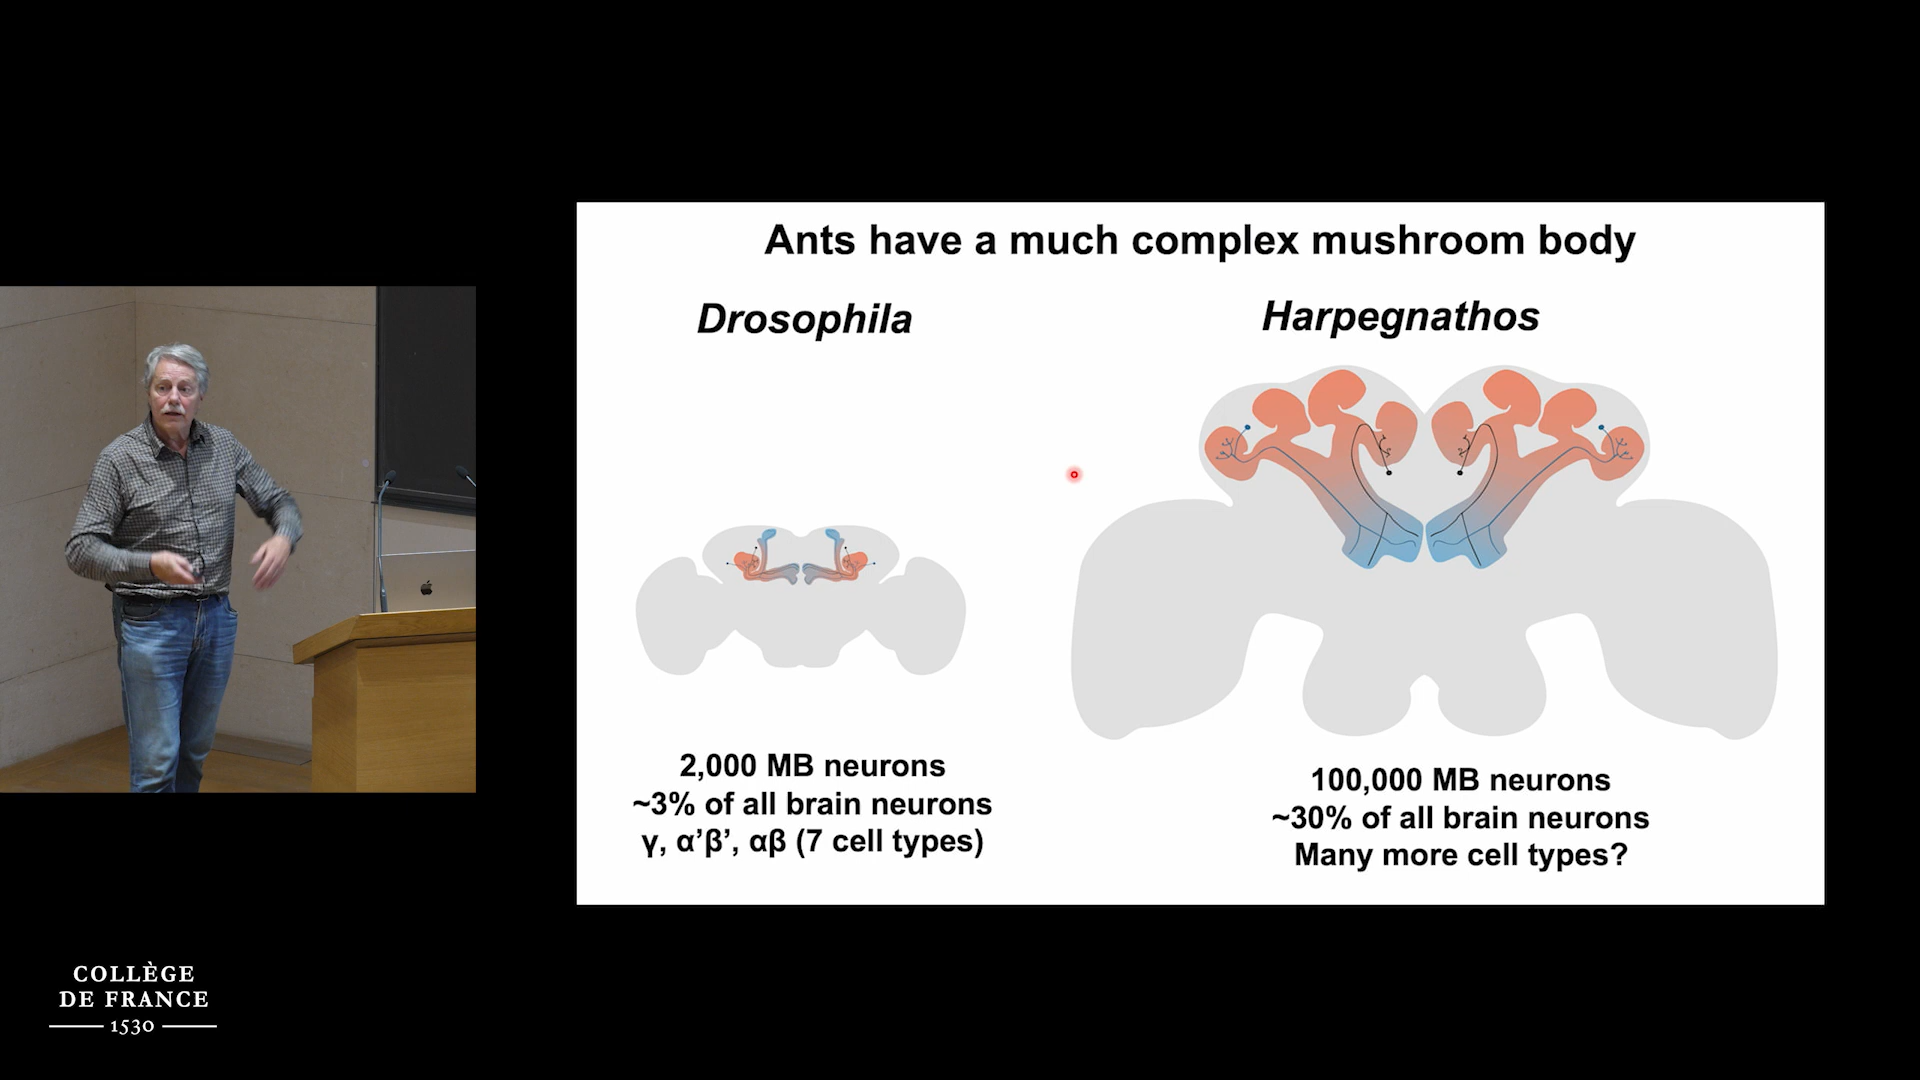 Ants have a much complex mushroom body
Drosophila
Harpegnathos
2,000 MB neurons
~3% of all brain neurons
γ, α’β’, αβ (7 cell types)
100,000 MB neurons
~30% of all brain neurons
Many more cell types?
COLLÈGE
DE FRANCE
1530